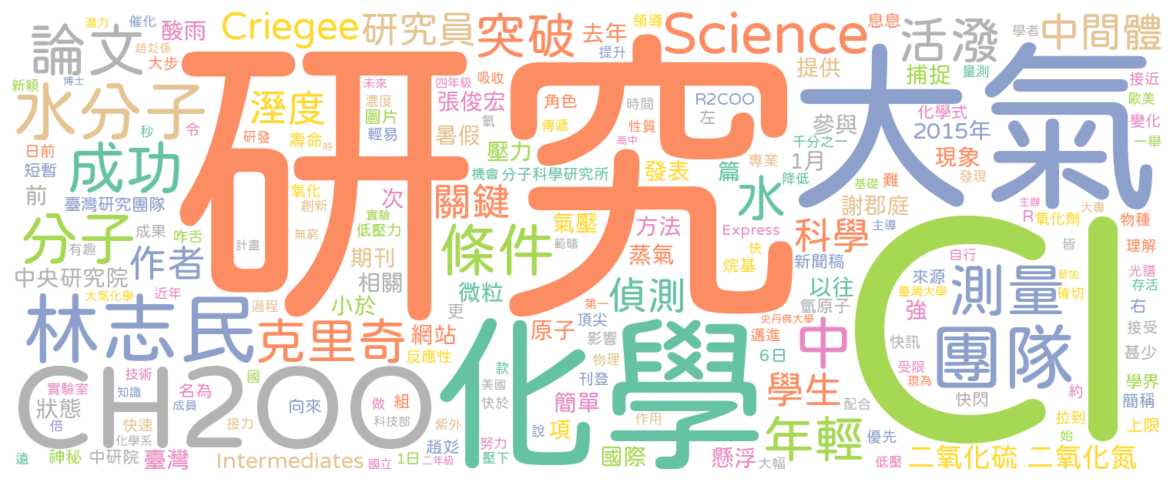 研究
大氣
CI
化學
CH2OO
林志民
Science
水分子
論文
成功
分子
條件
團隊
測量
克里奇
中
水
活潑
中間體
突破
Criegee
研究員
溼度
關鍵
作者
偵測
科學
學生
年輕
二氧化硫
二氧化氮
潛力
催化
酸雨
趙彣係
大步
新穎
博士
去年
領導
提升
息息
學者
量測
捕捉
提供
接近
歐美
變化
一舉
化學式
2015年
現象
參與
1月
千分之一
左
R2COO
時間
角色
吸收
四年級
未來
張俊宏
濃度
圖片
輕易
壽命
暑假
氫
傳遞
性質
高中
壓力
機會
分子科學研究所
發表
篇
專業
降低
基礎
難
發現
謝郡庭
主辦
R
氧化劑
大專
物種
秒
令
研發
時
日前
短暫
前
臺灣研究團隊
氧化
創新
次
實驗
低壓力
氣壓
方法
Express
快
主導
烷基
新聞稿
蒸氣
範疇
期刊
無窮
計畫
成果
咋舌
有趣
中央研究院
大氣化學
近年
過程
相關
小於
更
微粒
第一
頂尖
影響
原子
氫原子
以往
史丹佛大學
邁進
6日
來源
臺灣大學
自行
參加
確切
皆
理解
光譜
存活
右
接受
甚少
強
快訊
受限
現為
快閃
約
學界
簡稱
拉到
始
上限
網站
反應性
物理
刊登
款
美國
快於
簡單
項
作用
說
努力
壓下
國際
懸浮
大幅
配合
優先
低壓
狀態
實驗室
技術
知識
名為
成員
國
倍
化學系
快速
接力
向來
做
組
科技部
趙彣
紫外
遠
神秘
中研院
臺灣
Intermediates
國立
1日
二年級